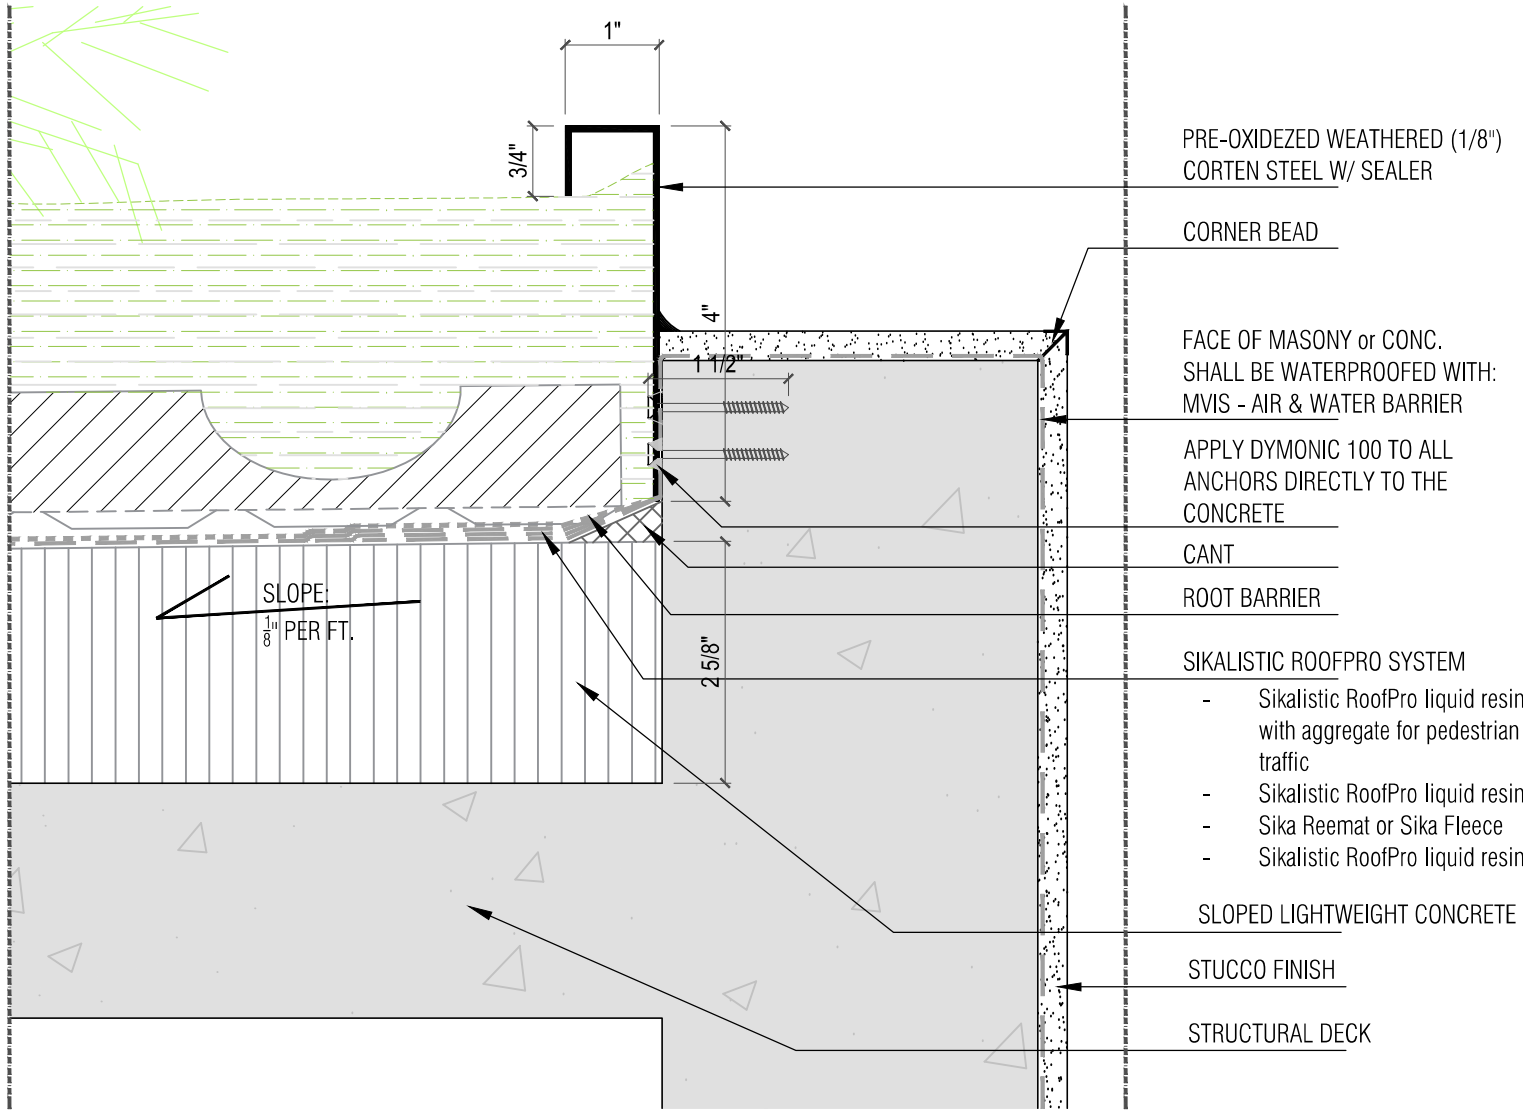 1"
3/4"
PRE-OXIDEZED WEATHERED (1/8")
CORTEN STEEL W/ SEALER
CORNER BEAD
4"
1 1/2"
FACE OF MASONY or CONC.
SHALL BE WATERPROOFED WITH:
MVIS - AIR & WATER BARRIER
APPLY DYMONIC 100 TO ALL
ANCHORS DIRECTLY TO THE
CONCRETE
CANT
ROOT BARRIER
SLOPE:
1/8" PER FT.
2 5/8"
SIKALISTIC ROOFPRO SYSTEM
- Sikalistic RoofPro liquid resin
with aggregate for pedestrian
traffic
- Sikalistic RoofPro liquid resin
- Sika Reemat or Sika Fleece
- Sikalistic RoofPro liquid resin
SLOPED LIGHTWEIGHT CONCRETE
STUCCO FINISH
STRUCTURAL DECK